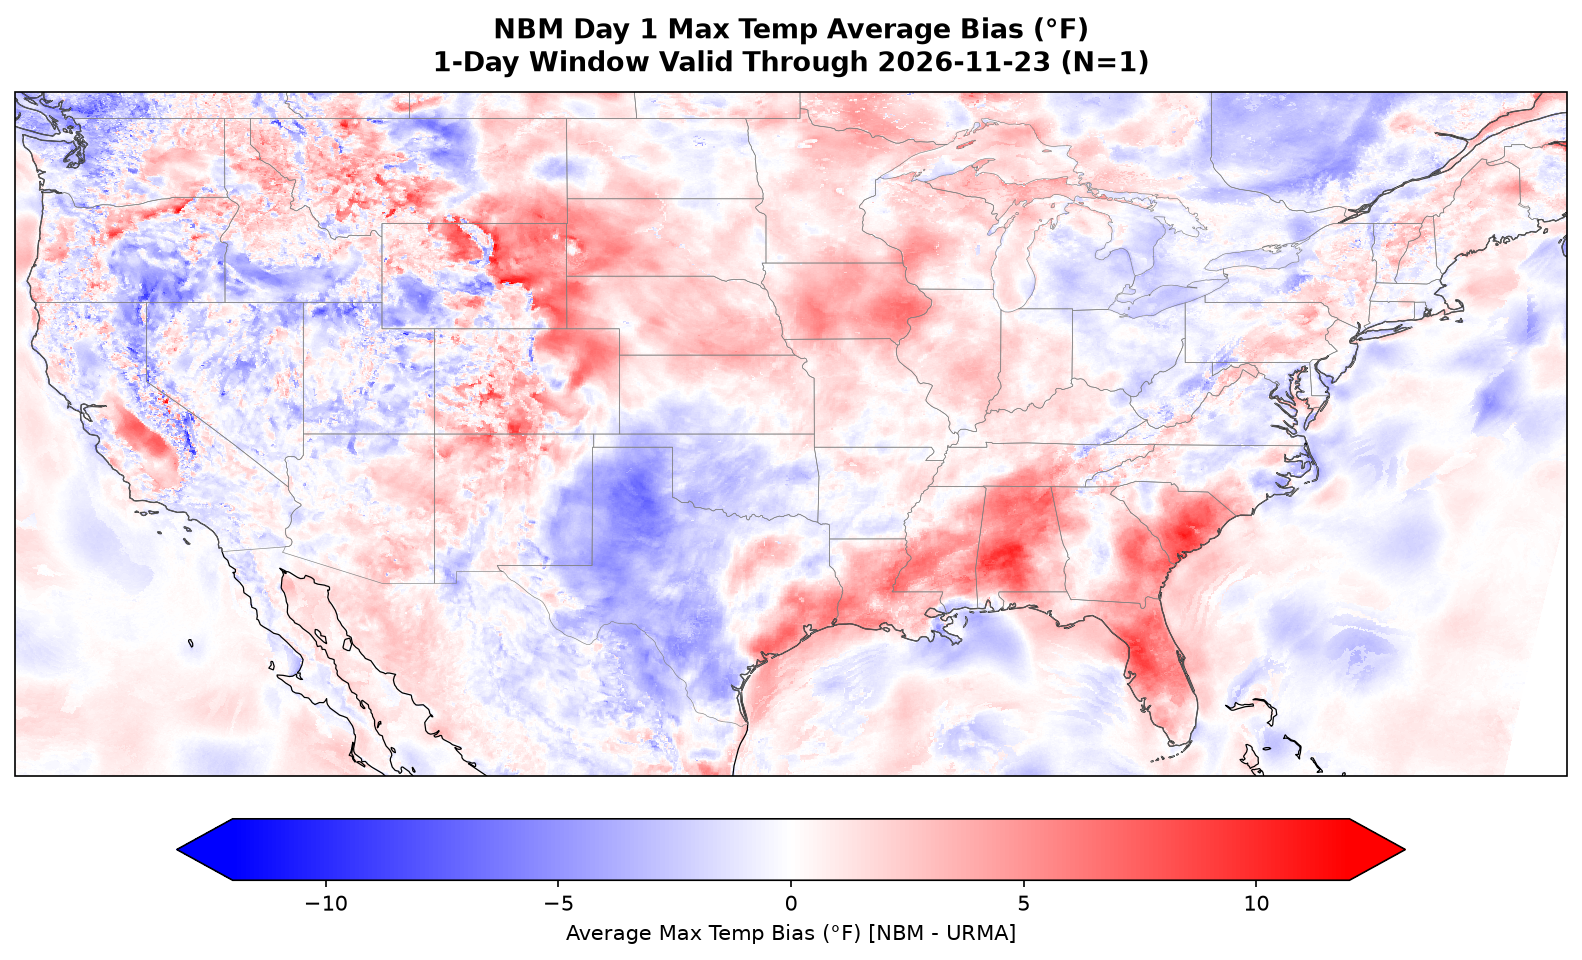 NBM Day 1 Max Temp Average Bias (°F)
1-Day Window Valid Through 2026-11-23 (N=1)
−10 −5 0 5 10
Average Max Temp Bias (°F) [NBM - URMA]